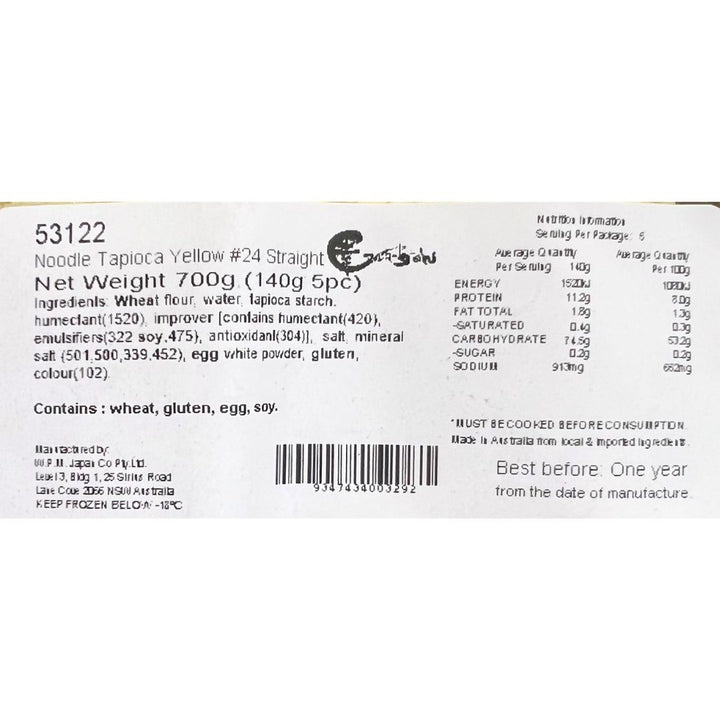 53122
Noodle Tapioca Yellow #24 Straight
Net Weight 700g (140g 5pc)
Ingredients: Wheat flour, water, tapioca starch.
humectant(1520), improver [contains humectant(420),
emulsifiers(322 soy,475), antioxidant(304)], salt, mineral
salt (501,500,339,452), egg white powder, gluten,
colour(102).
Contains : wheat, gluten, egg, soy.
Manufactured by:
W.P.M. Japan Co Pty.Ltd.
Level 3, Bldg 1, 25 Sirius Road
Lane Cove 2066 NSW Australia
KEEP FROZEN BELOW -18°C
9347434003292
Nutrition Information
Serving Per Package: 5
Average Quantity Average Quantity
Per Serving 140g Per 100g
ENERGY 1520kJ 1080kJ
PROTEIN 11.2g 8.0g
FAT TOTAL 1.8g 1.3g
-SATURATED 0.4g 0.3g
CARBOHYDRATE 74.5g 53.2g
-SUGAR 0.2g 0.2g
SODIUM 913mg 652mg
*MUST BE COOKED BEFORE CONSUMPTION.
Made in Australia from local & imported ingredients.
Best before: One year
from the date of manufacture.